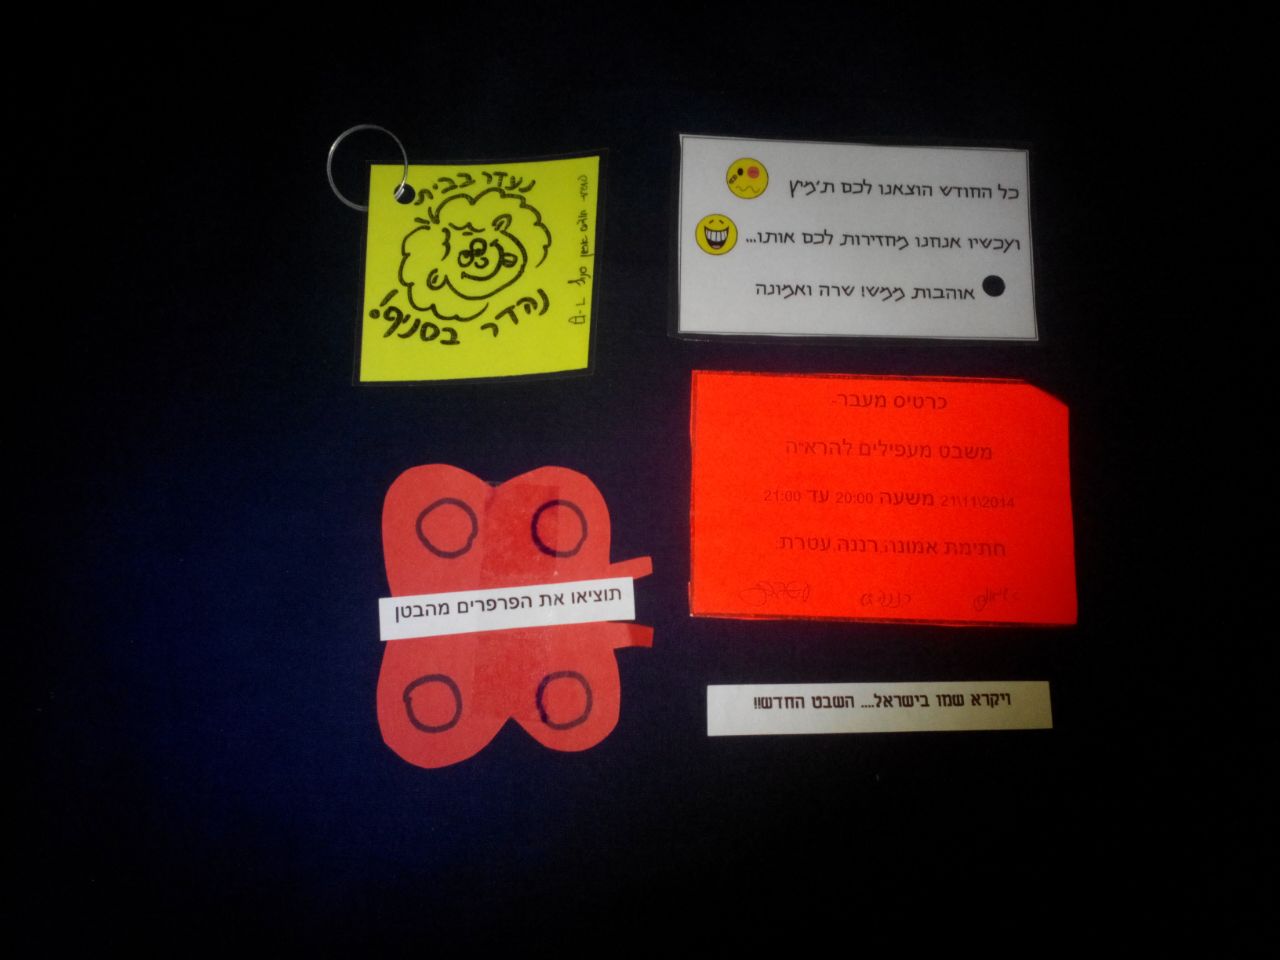 נעדי בבית
נהדר בסניף!
כל החודש הוצאנו לכם ת'מיץ
ועכשיו אנחנו מחזירות לכם אותו...
אוהבות ממש! שרה ואמונה
כרטיס מעבר-
משבט מעפילים להרא"ה
21\11\2014 משעה 20:00 עד 21:00
חתימת אמונה, רננה, עטרת:
תוציאו את הפרפרים מהבטן
ויקרא שמו בישראל.... השבט החדש!!